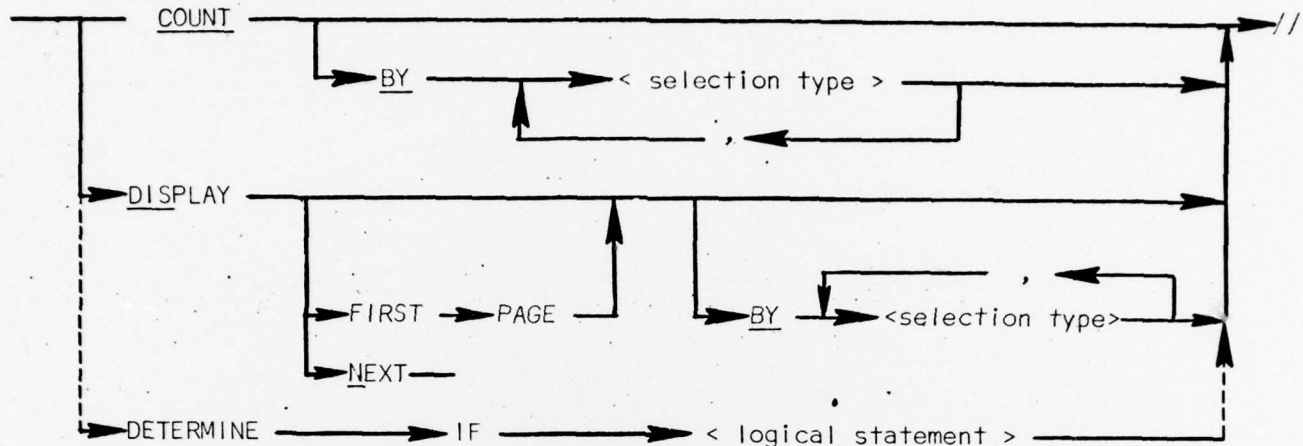 COUNT //
BY < selection type >
,
DISPLAY
,
FIRST PAGE BY <selection type>
NEXT
DETERMINE IF < logical statement >